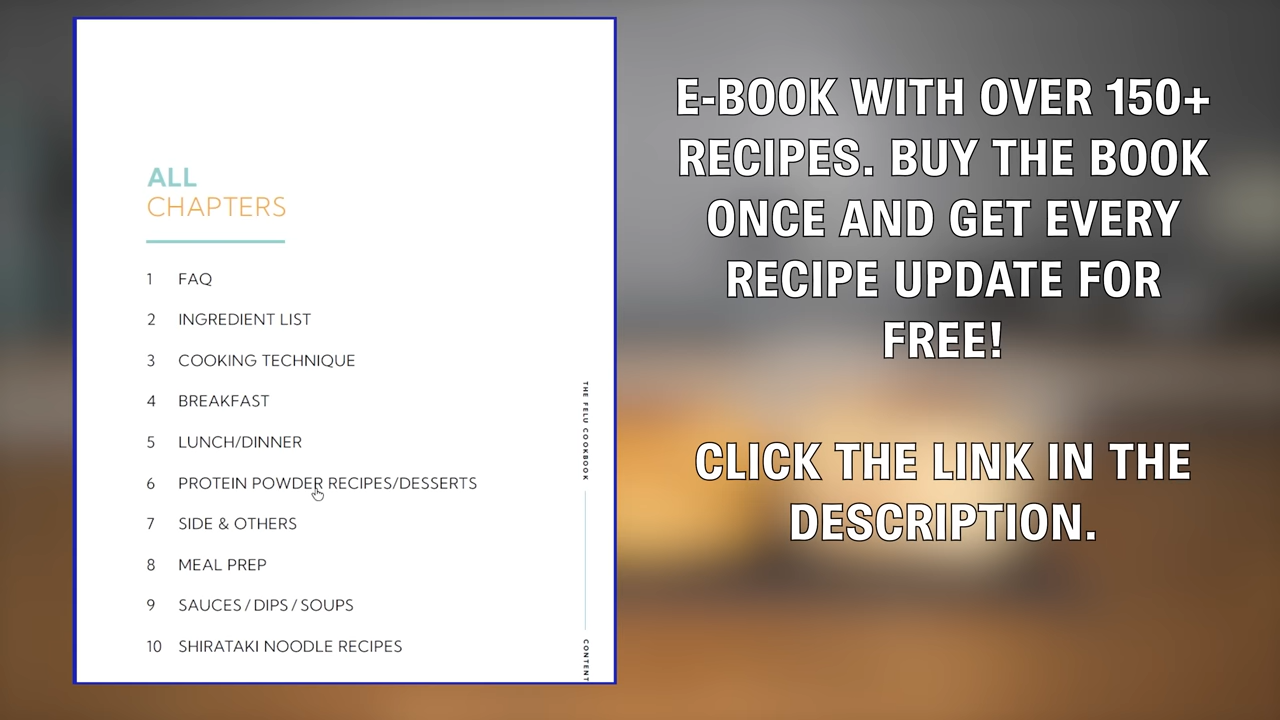 ALL
CHAPTERS
1 FAQ
2 INGREDIENT LIST
3 COOKING TECHNIQUE
4 BREAKFAST
5 LUNCH/DINNER
6 PROTEIN POWDER RECIPES/DESSERTS
7 SIDE & OTHERS
8 MEAL PREP
9 SAUCES / DIPS / SOUPS
10 SHIRATAKI NOODLE RECIPES
THE FELU COOKBOOK
CONTENT
E-BOOK WITH OVER 150+
RECIPES. BUY THE BOOK
ONCE AND GET EVERY
RECIPE UPDATE FOR
FREE!
CLICK THE LINK IN THE
DESCRIPTION.